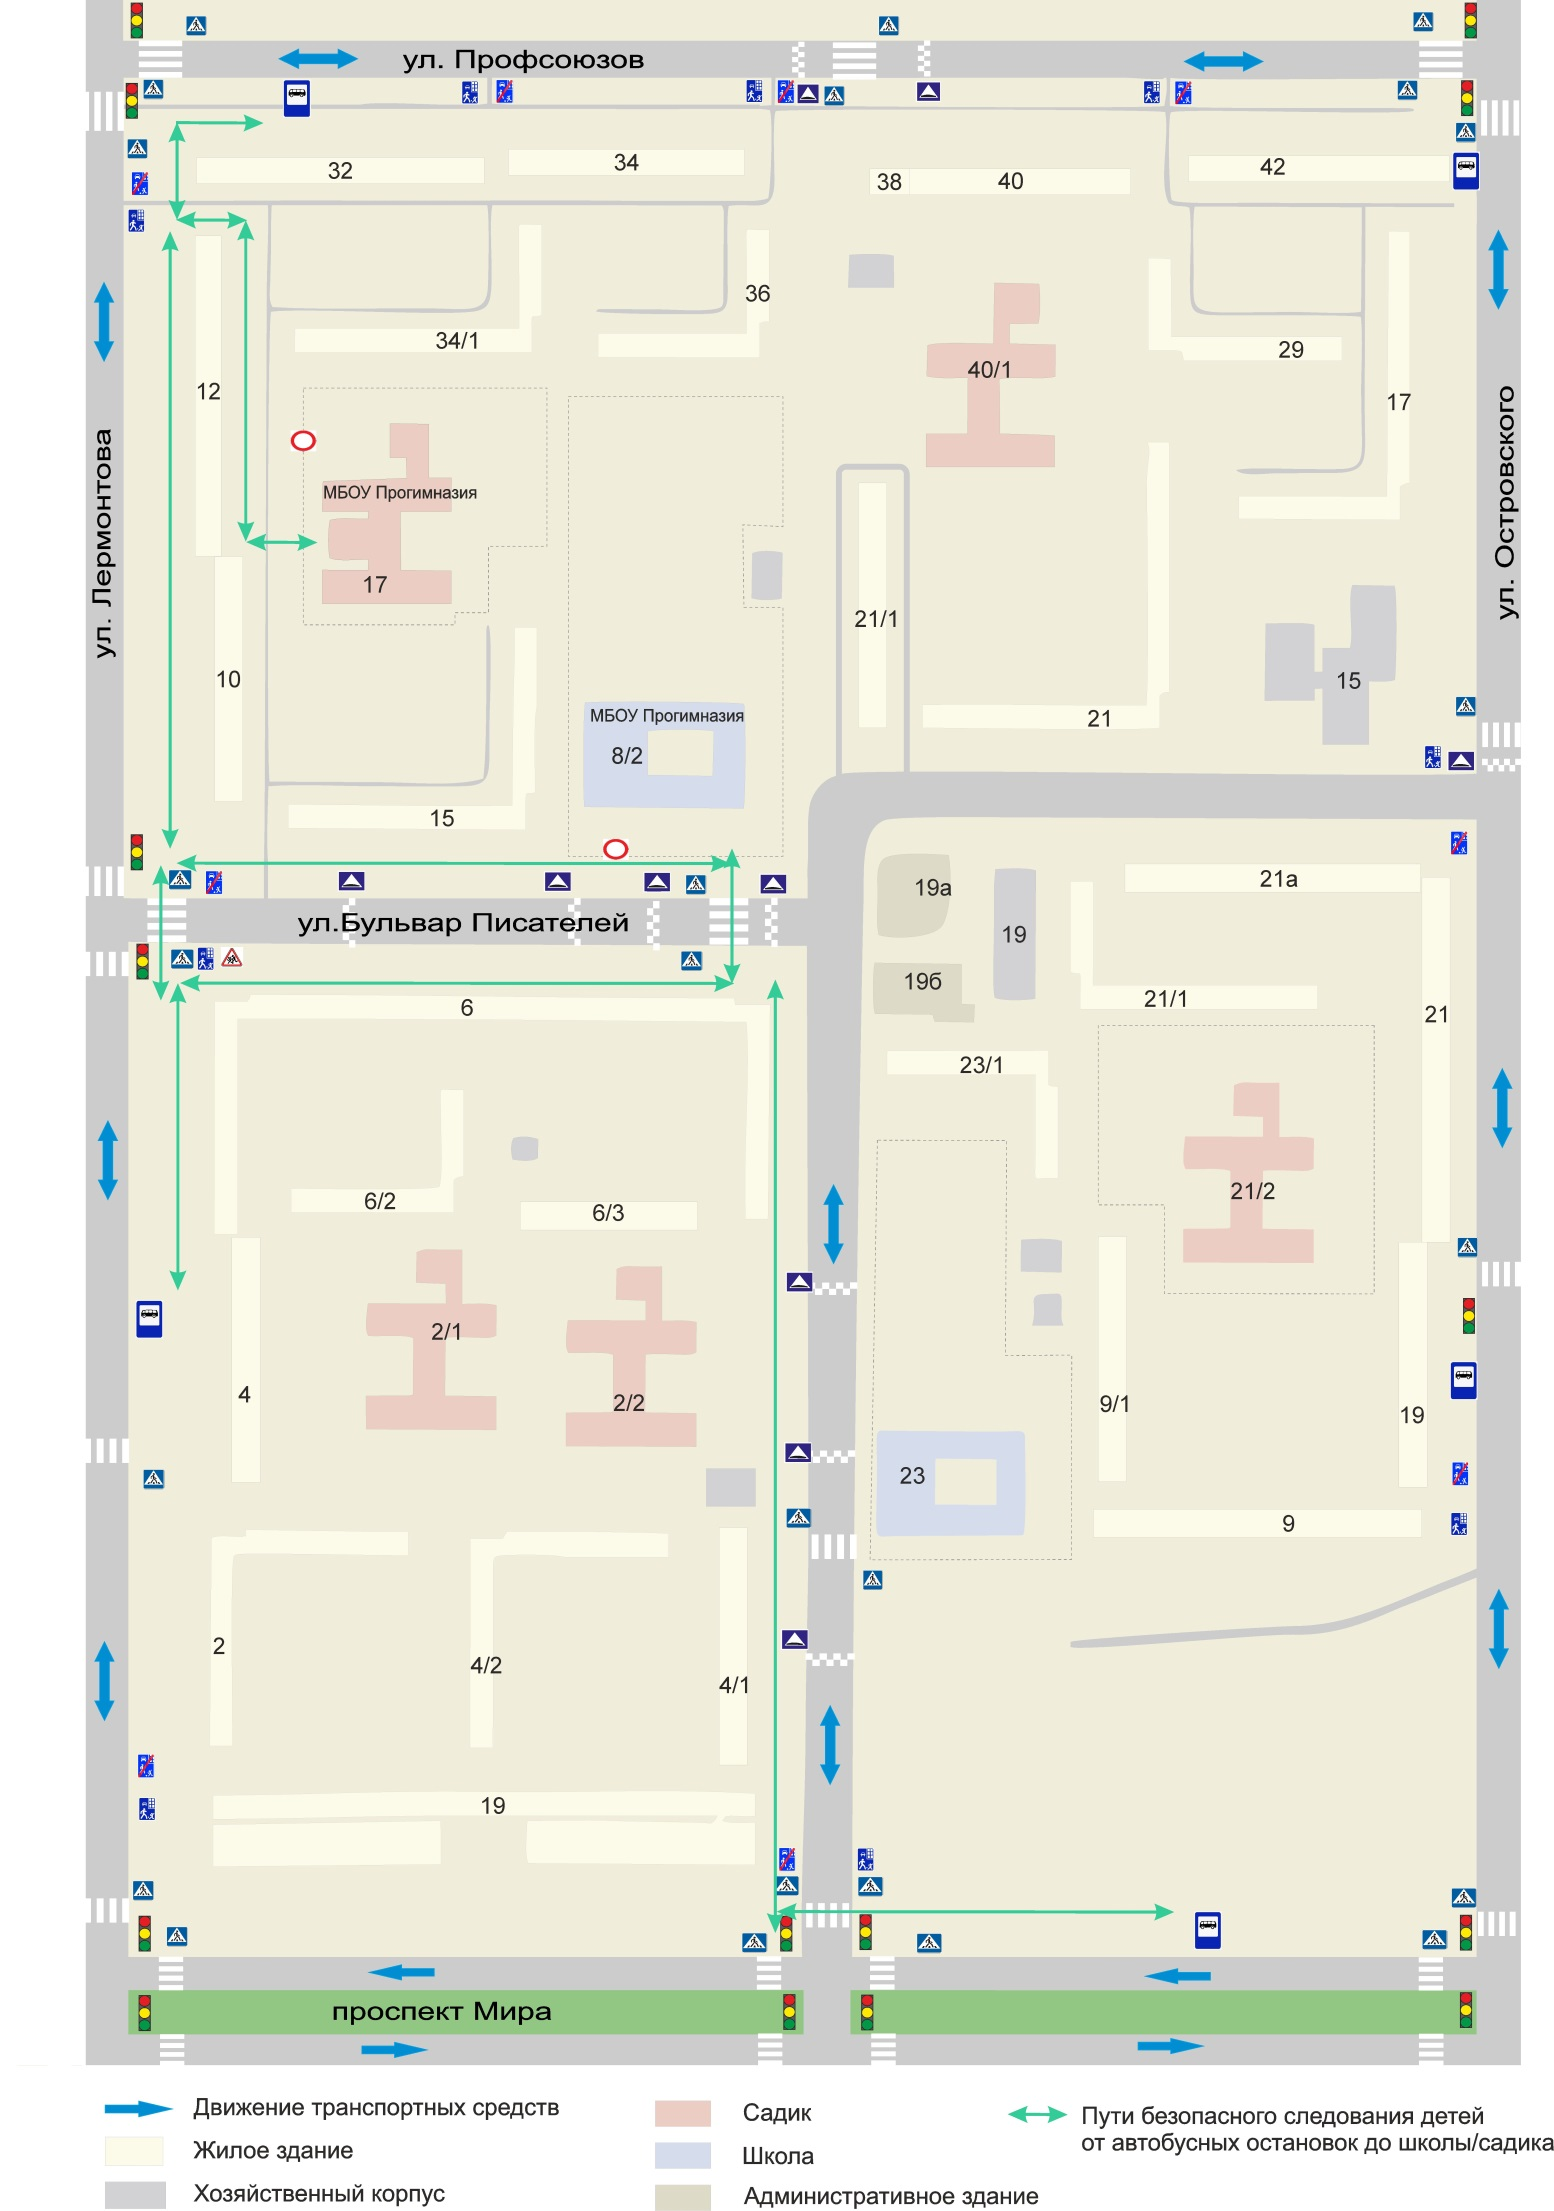 ул. Профсоюзов
32
34
38
40
42
12
34/1
36
40/1
29
17
ул. Лермонтова
ул. Островского
МБОУ Прогимназия
17
21/1
10
МБОУ Прогимназия
8/2
21
15
15
19а
21а
ул.Бульвар Писателей
19
19б
6
21/1
21
23/1
6/2
6/3
21/2
2/1
4
2/2
9/1
19
23
9
2
4/2
4/1
19
проспект Мира
Движение транспортных средств
Жилое здание
Хозяйственный корпус
Садик
Школа
Административное здание
Пути безопасного следования детей
от автобусных остановок до школы/садика